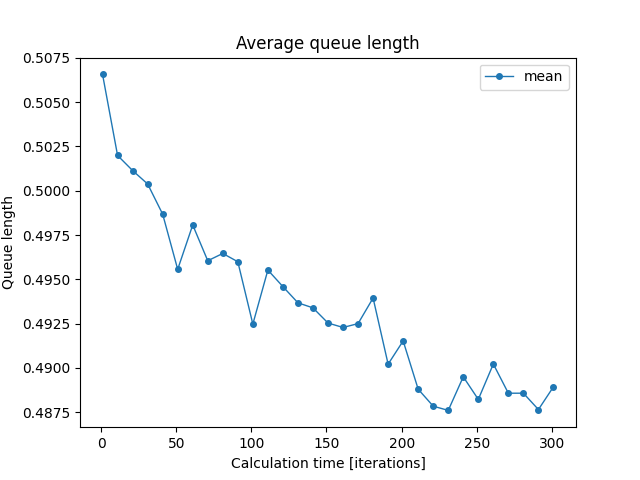 Average queue length
mean
Queue length
0.5075
0.5050
0.5025
0.5000
0.4975
0.4950
0.4925
0.4900
0.4875
0 50 100 150 200 250 300
Calculation time [iterations]